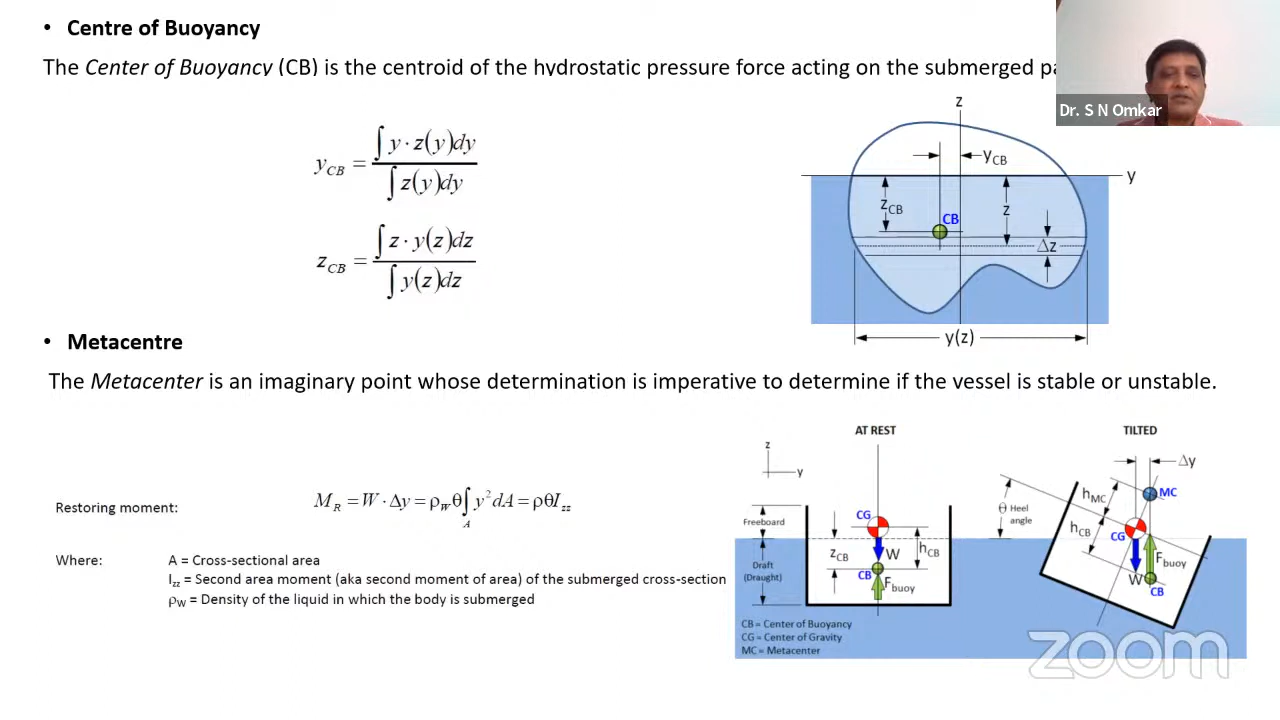 • Centre of Buoyancy
The Center of Buoyancy (CB) is the centroid of the hydrostatic pressure force acting on the submerged
Dr. S N Omkar
y_CB = ∫ y · z(y)dy / ∫ z(y)dy
z_CB = ∫ z · y(z)dz / ∫ y(z)dz
z
y_CB
y
z_CB
CB
z
Δz
y(z)
• Metacentre
The Metacenter is an imaginary point whose determination is imperative to determine if the vessel is stable or unstable.
Restoring moment:
M_R = W · Δy = ρ_W θ ∫_A y² dA = ρθI_zz
Where:
A = Cross-sectional area
I_zz = Second area moment (aka second moment of area) of the submerged cross-section
ρ_W = Density of the liquid in which the body is submerged
AT REST
z
y
Freeboard
Draft
(Draught)
CG
z_CB
W
h_CB
CB
F_buoy
CB = Center of Buoyancy
CG = Center of Gravity
MC = Metacenter
TILTED
Δy
h_MC
MC
θ Heel
angle
h_CB
CG
F_buoy
W
CB
zoom